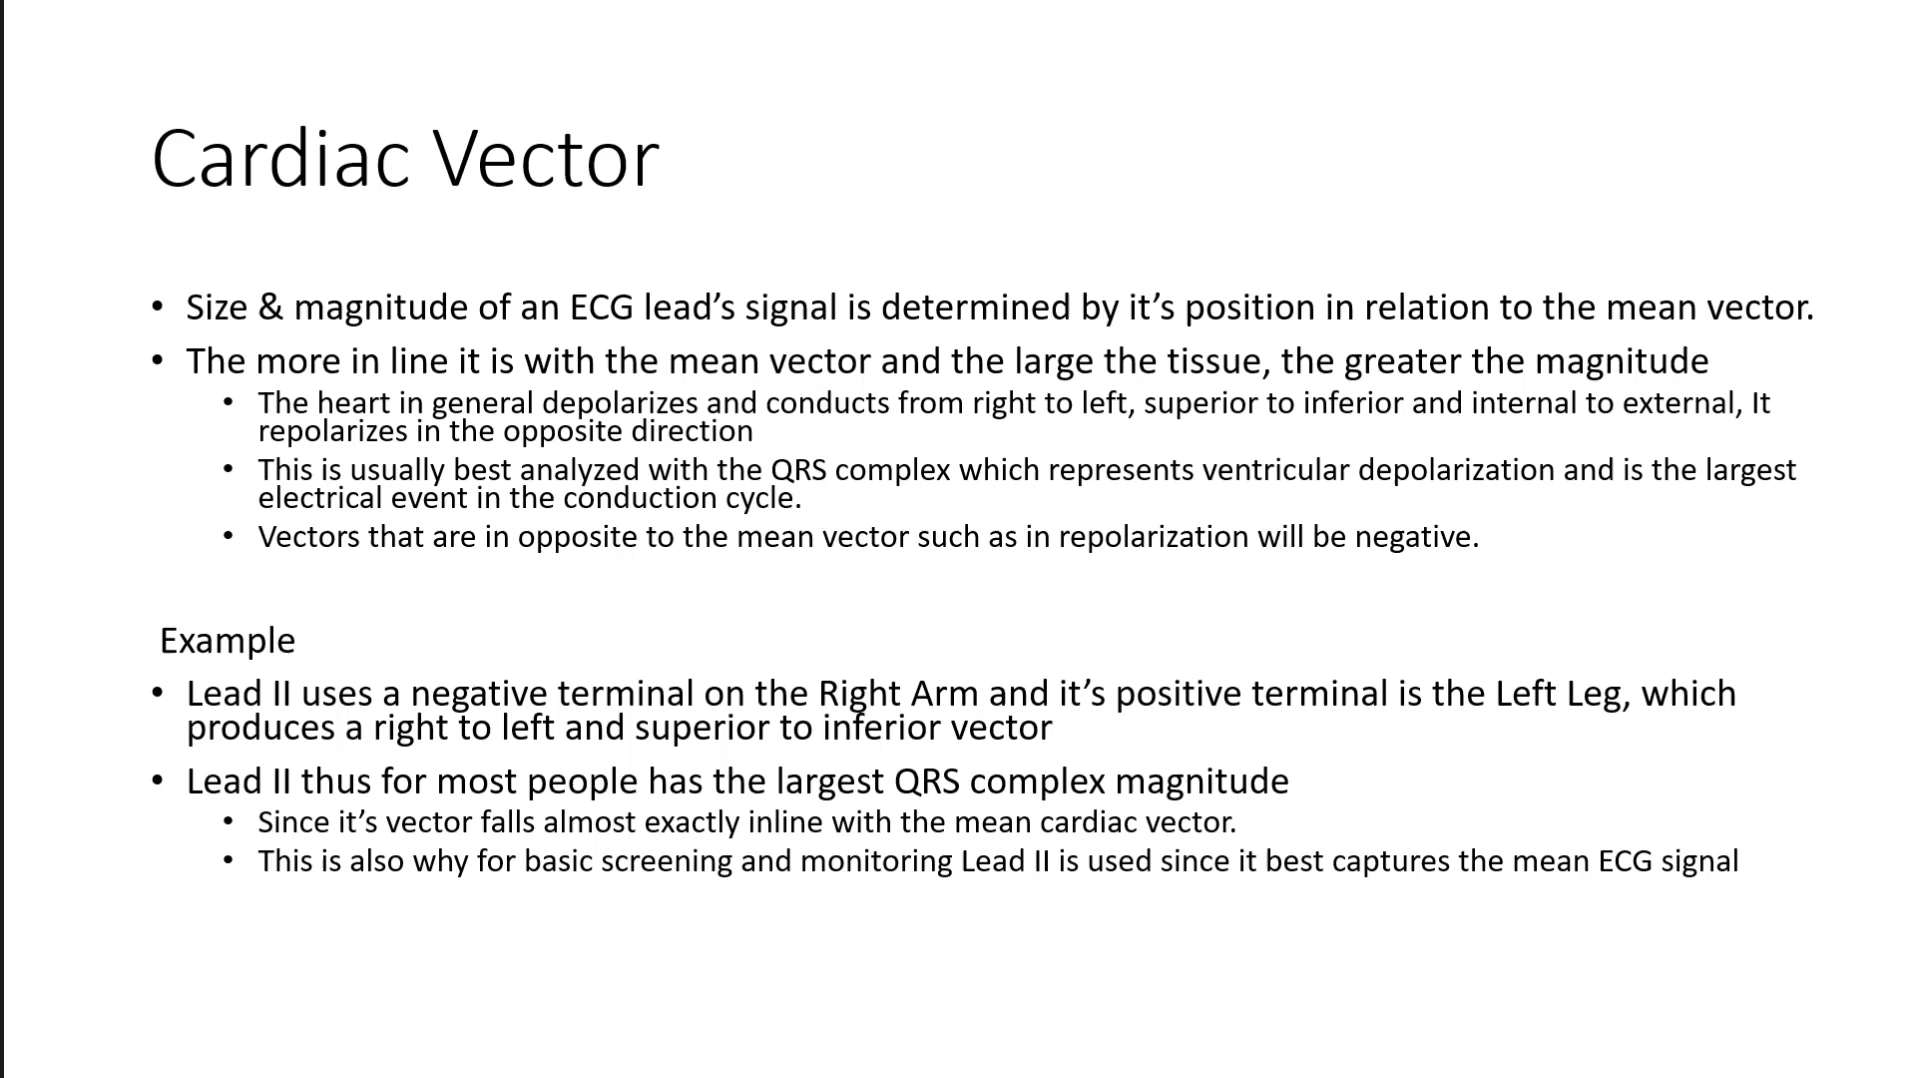 Cardiac Vector
• Size & magnitude of an ECG lead’s signal is determined by it’s position in relation to the mean vector.
• The more in line it is with the mean vector and the large the tissue, the greater the magnitude
• The heart in general depolarizes and conducts from right to left, superior to inferior and internal to external, It
repolarizes in the opposite direction
• This is usually best analyzed with the QRS complex which represents ventricular depolarization and is the largest
electrical event in the conduction cycle.
• Vectors that are in opposite to the mean vector such as in repolarization will be negative.
Example
• Lead II uses a negative terminal on the Right Arm and it’s positive terminal is the Left Leg, which
produces a right to left and superior to inferior vector
• Lead II thus for most people has the largest QRS complex magnitude
• Since it’s vector falls almost exactly inline with the mean cardiac vector.
• This is also why for basic screening and monitoring Lead II is used since it best captures the mean ECG signal